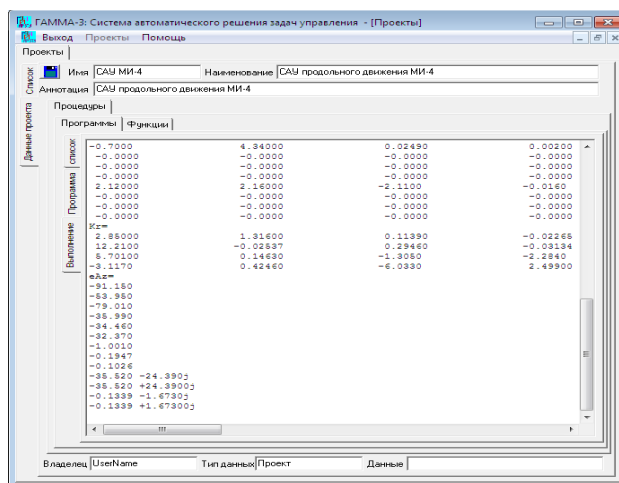 ГАММА-3: Система автоматического решения задач управления - [Проекты]
Выход Проекты Помощь
Проекты
Имя САУ МИ-4 Наименование САУ продольного движения МИ-4
Аннотация САУ продольного движения МИ-4
Список
Данные проекта
Процедуры
Программы Функции
список
Программа
Выполнение
-0.7000 4.34000 0.02490 0.00200
-0.0000 -0.0000 -0.0000 -0.0000
-0.0000 -0.0000 -0.0000 -0.0000
-0.0000 -0.0000 -0.0000 -0.0000
2.12000 2.16000 -2.1100 -0.0160
-0.0000 -0.0000 -0.0000 -0.0000
-0.0000 -0.0000 -0.0000 -0.0000
-0.0000 -0.0000 -0.0000 -0.0000
Kr=
2.85000 1.31600 0.11390 -0.02265
12.2100 -0.02537 0.29460 -0.03134
5.70100 0.14630 -1.3050 -2.2840
-3.1170 0.42460 -6.0330 2.49900
eAz=
-91.150
-53.950
-79.010
-35.990
-34.460
-32.370
-1.0010
-0.1947
-0.1026
-35.520 -24.390j
-35.520 +24.3900j
-0.1339 -1.6730j
-0.1339 +1.67300j
Владелец UserName Тип данных Проект Данные